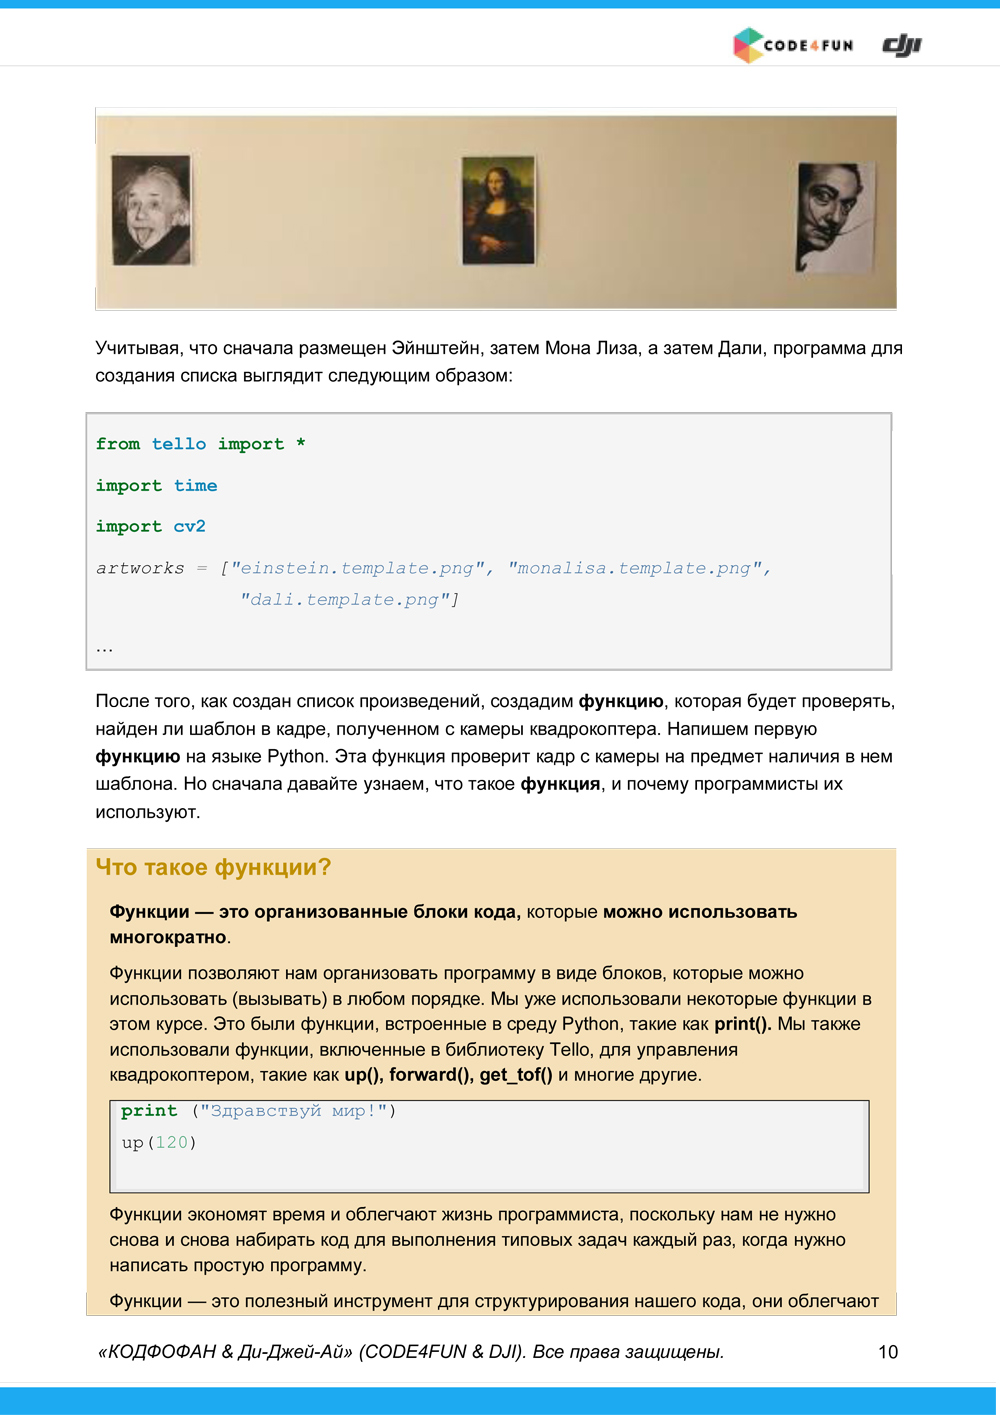 CODE4FUN dji
Учитывая, что сначала размещен Эйнштейн, затем Мона Лиза, а затем Дали, программа для
создания списка выглядит следующим образом:
from tello import *
import time
import cv2
artworks = ["einstein.template.png", "monalisa.template.png",
"dali.template.png"]
...
После того, как создан список произведений, создадим функцию, которая будет проверять,
найден ли шаблон в кадре, полученном с камеры квадрокоптера. Напишем первую
функцию на языке Python. Эта функция проверит кадр с камеры на предмет наличия в нем
шаблона. Но сначала давайте узнаем, что такое функция, и почему программисты их
используют.
Что такое функции?
Функции — это организованные блоки кода, которые можно использовать
многократно.
Функции позволяют нам организовать программу в виде блоков, которые можно
использовать (вызывать) в любом порядке. Мы уже использовали некоторые функции в
этом курсе. Это были функции, встроенные в среду Python, такие как print(). Мы также
использовали функции, включенные в библиотеку Tello, для управления
квадрокоптером, такие как up(), forward(), get_tof() и многие другие.
print ("Здравствуй мир!")
up(120)
Функции экономят время и облегчают жизнь программиста, поскольку нам не нужно
снова и снова набирать код для выполнения типовых задач каждый раз, когда нужно
написать простую программу.
Функции — это полезный инструмент для структурирования нашего кода, они облегчают
«КОДФОФАН & Ди-Джей-Ай» (CODE4FUN & DJI). Все права защищены. 10